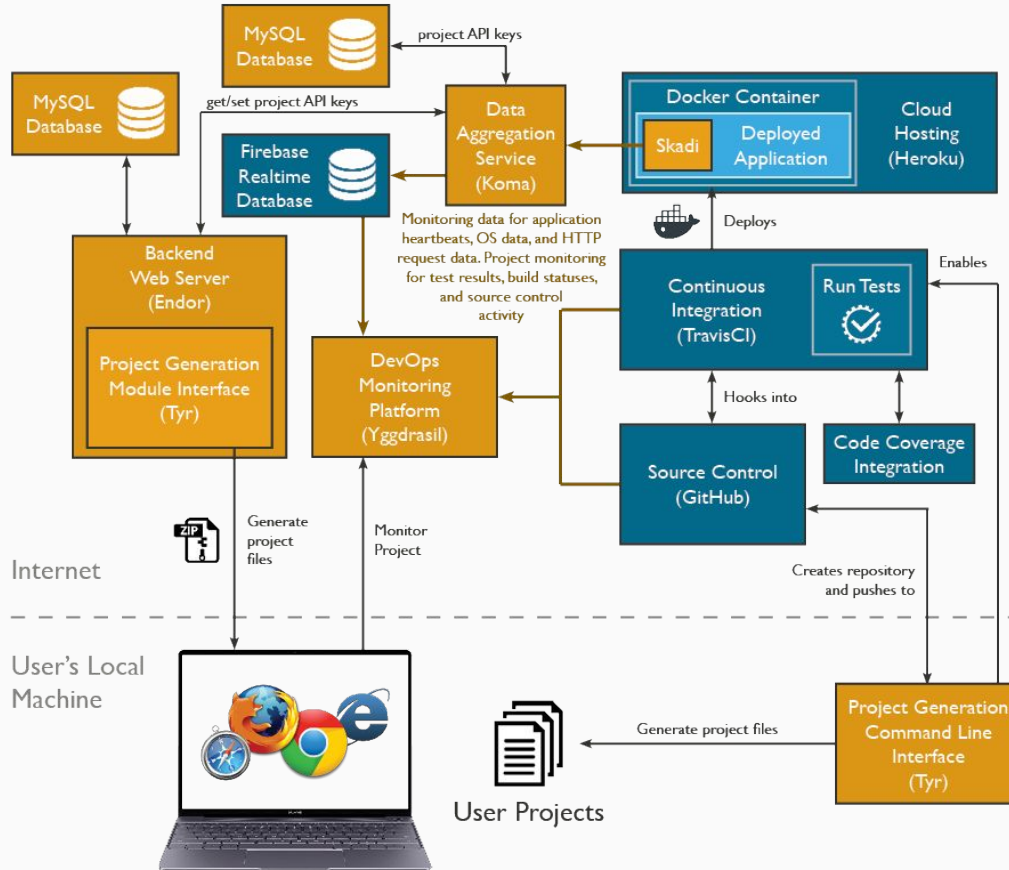 MySQL
Database
project API keys
MySQL
Database
get/set project API keys
Data
Aggregation
Service
(Koma)
Docker Container
Skadi
Deployed
Application
Cloud
Hosting
(Heroku)
Firebase
Realtime
Database
Monitoring data for application
heartbeats, OS data, and HTTP
request data. Project monitoring
for test results, build statuses,
and source control
activity
Deploys
Backend
Web Server
(Endor)
Project Generation
Module Interface
(Tyr)
Continuous
Integration
(TravisCI)
Run Tests
Enables
DevOps
Monitoring
Platform
(Yggdrasil)
Hooks into
Code Coverage
Integration
Source Control
(GitHub)
ZIP
Generate
project
files
Monitor
Project
Internet
Creates repository
and pushes to
User's Local
Machine
Generate project files
User Projects
Project Generation
Command Line
Interface
(Tyr)